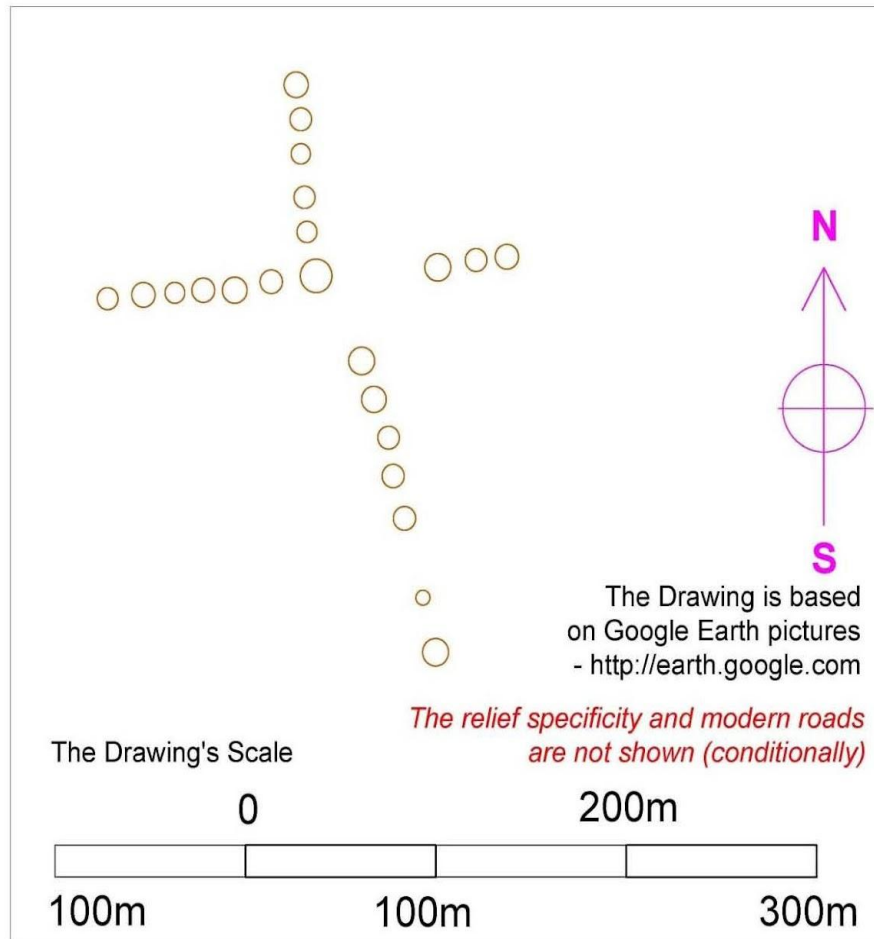 N
S
The Drawing is based
on Google Earth pictures
- http://earth.google.com
The relief specificity and modern roads
are not shown (conditionally)
The Drawing's Scale
0 200m
100m 100m 300m